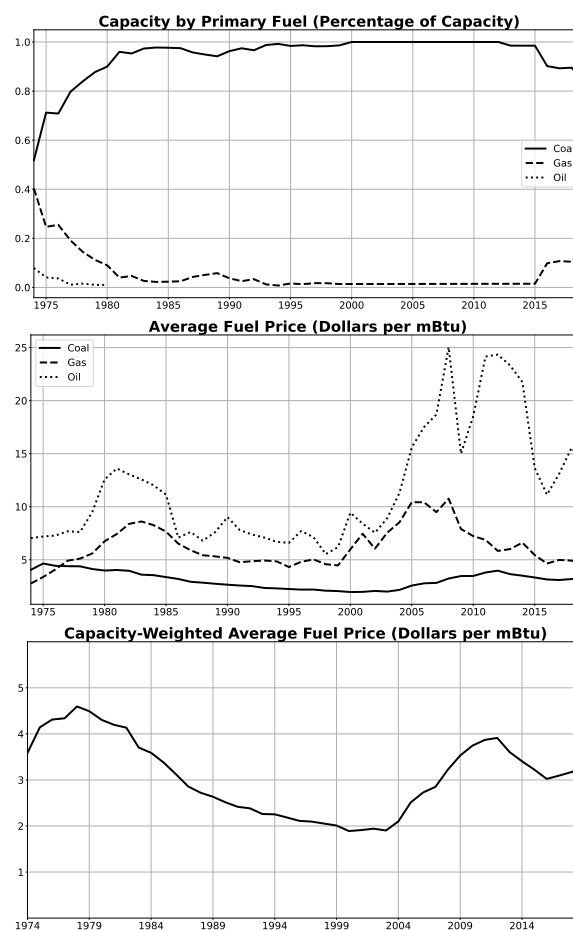 Capacity by Primary Fuel (Percentage of Capacity)
1.0
0.8
0.6
0.4
0.2
0.0
Coa
Gas
Oil
1975 1980 1985 1990 1995 2000 2005 2010 2015
Average Fuel Price (Dollars per mBtu)
25
20
15
10
5
Coal
Gas
Oil
1975 1980 1985 1990 1995 2000 2005 2010 2015
Capacity-Weighted Average Fuel Price (Dollars per mBtu)
5
4
3
2
1
1974 1979 1984 1989 1994 1999 2004 2009 2014